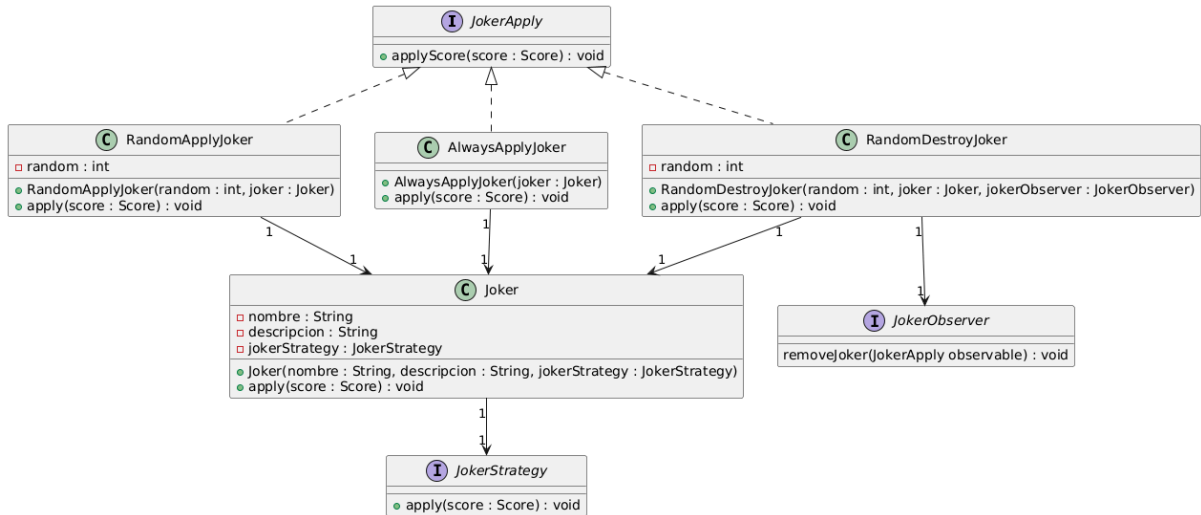 I JokerApply
+ applyScore(score : Score) : void
C RandomApplyJoker
random : int
RandomApplyJoker(random : int, joker : Joker)
apply(score : Score) : void
C AlwaysApplyJoker
AlwaysApplyJoker(joker : Joker)
apply(score : Score) : void
C RandomDestroyJoker
random : int
RandomDestroyJoker(random : int, joker : Joker, jokerObserver : JokerObserver)
apply(score : Score) : void
1
1
1
1
1
1
1
1
C Joker
nombre : String
descripcion : String
jokerStrategy : JokerStrategy
Joker(nombre : String, descripcion : String, jokerStrategy : JokerStrategy)
apply(score : Score) : void
I JokerObserver
removeJoker(JokerApply observable) : void
1
1
I JokerStrategy
apply(score : Score) : void